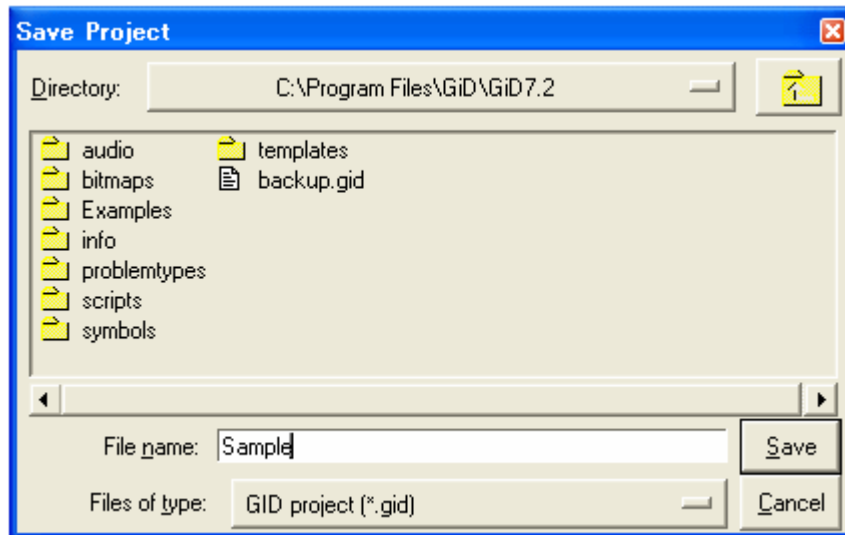 Save Project
Directory: C:\Program Files\GiD\GiD7.2
audio templates
bitmaps backup.gid
Examples
info
problemtypes
scripts
symbols
File name: Sample Save
Files of type: GID project (*.gid) Cancel